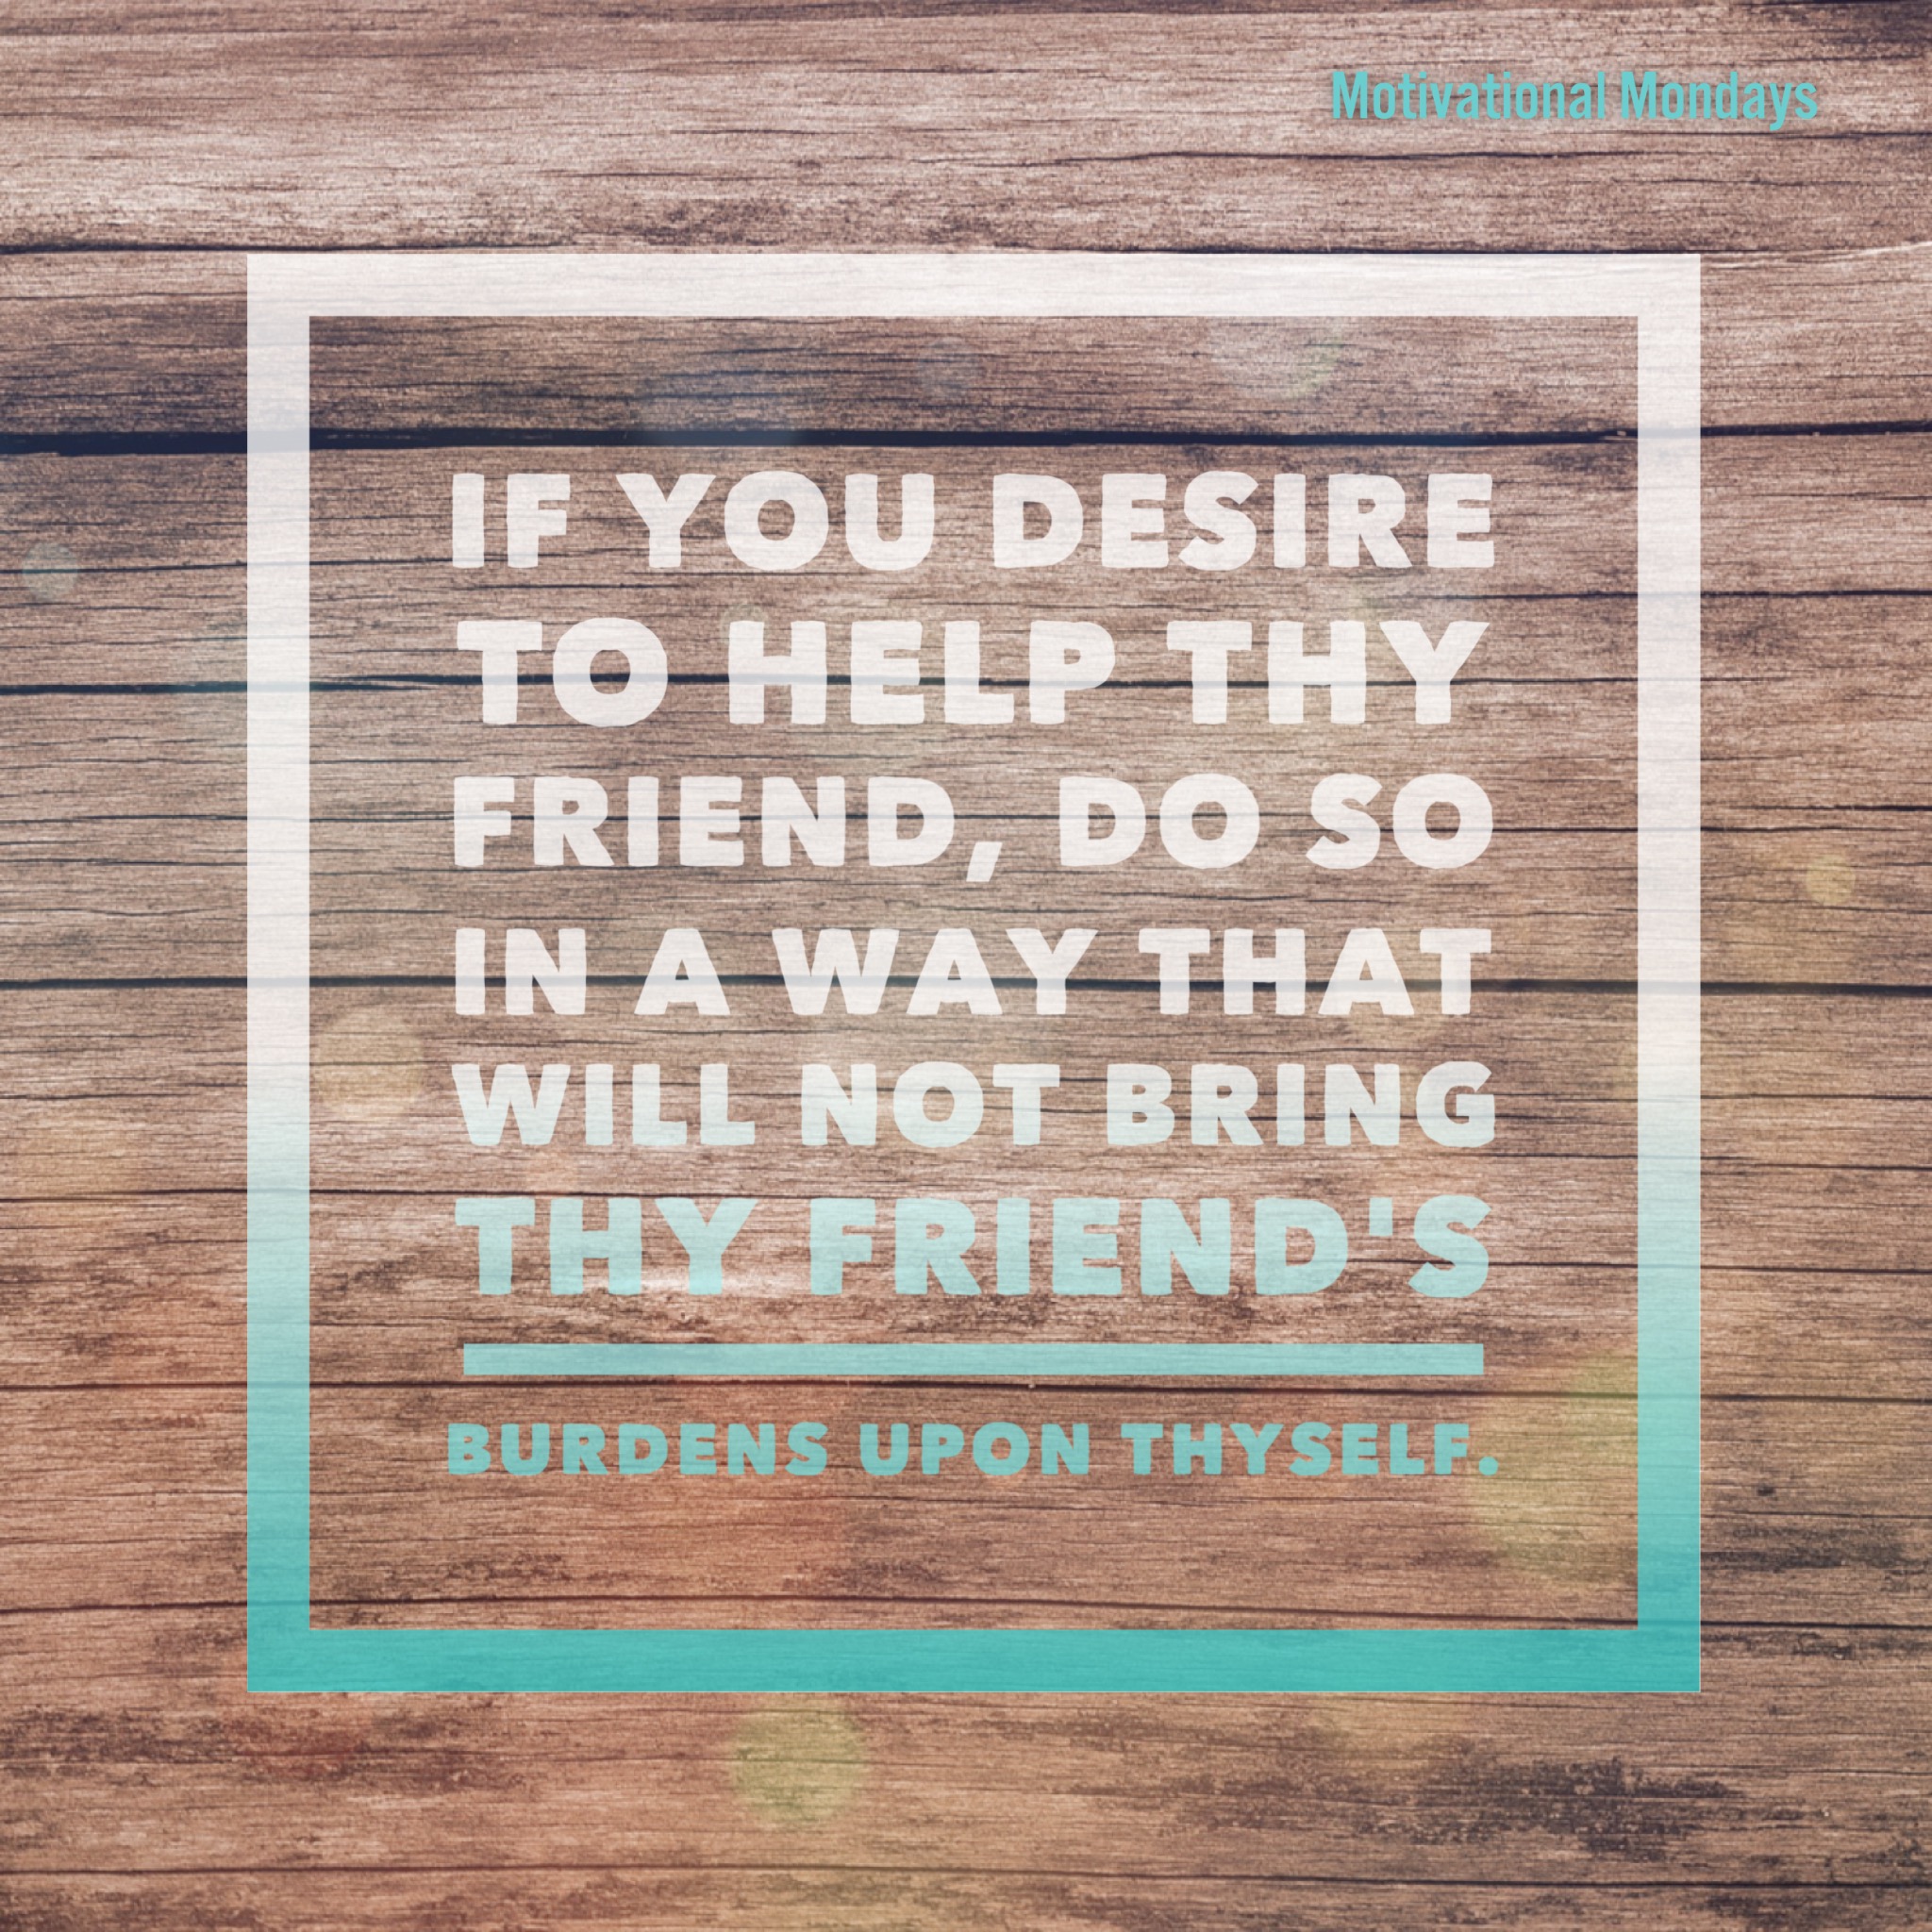 Motivational Mondays
IF YOU DESIRE
TO HELP THY
FRIEND, DO SO
IN A WAY THAT
WILL NOT BRING
THY FRIEND'S
BURDENS UPON THYSELF.